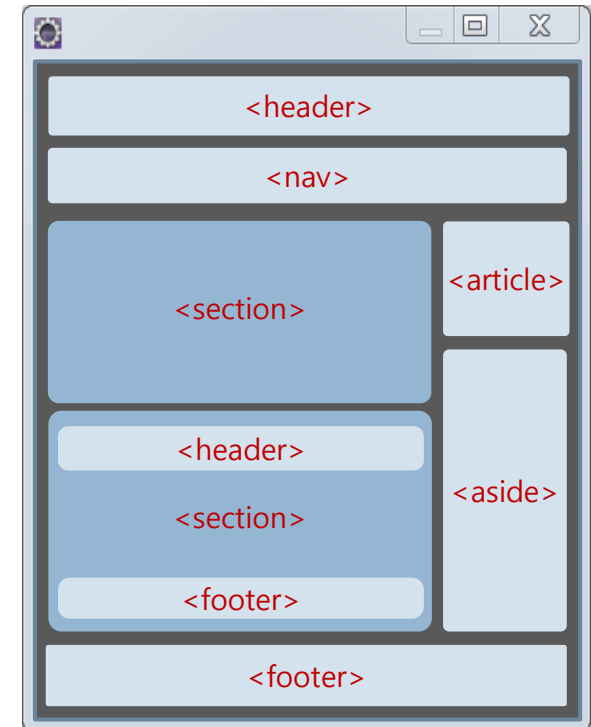 <header>
<nav>
<section>
<article>
<header>
<section>
<aside>
<footer>
<footer>